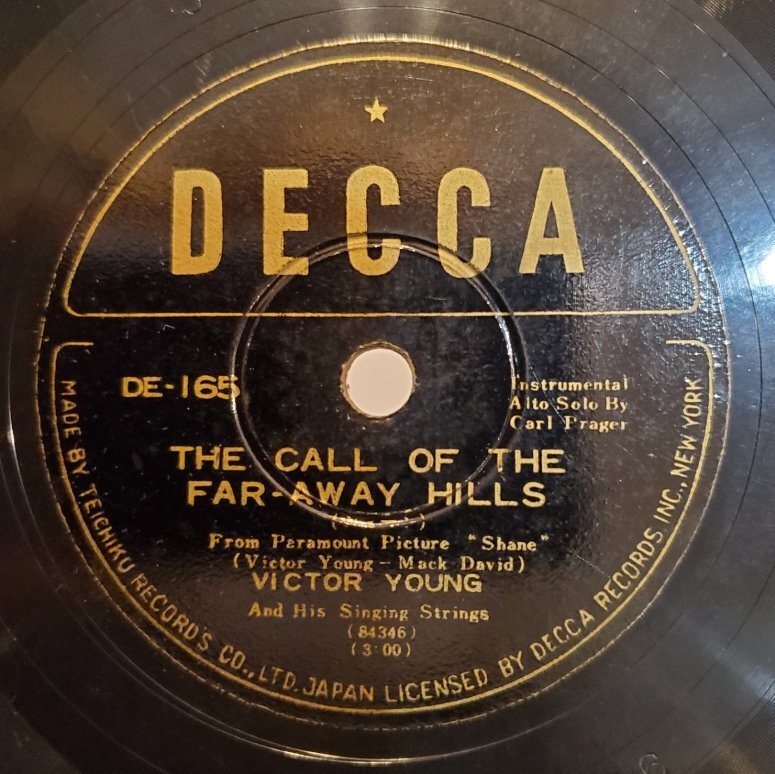 DECCA
DE-165
Instrumental
Alto Solo By
Carl Prager
THE CALL OF THE
FAR-AWAY HILLS
From Paramount Picture "Shane"
(Victor Young - Mack David)
VICTOR YOUNG
And His Singing Strings
(84346)
(3:00)
MADE BY TEICHIKU RECORD'S CO., LTD. JAPAN LICENSED BY DECCA RECORDS INC., NEW YORK